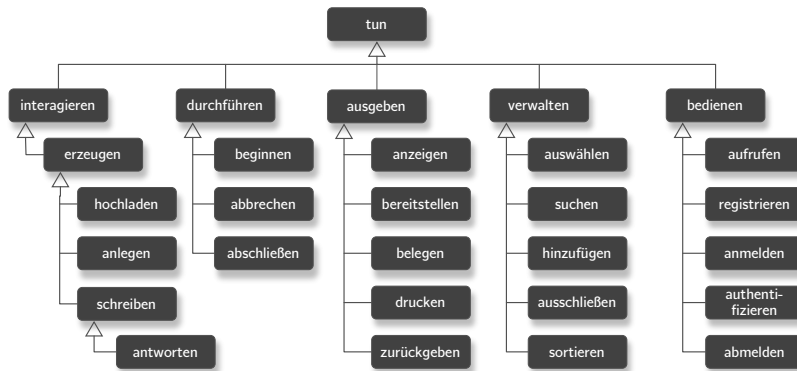 tun
interagieren
durchführen
ausgeben
verwalten
bedienen
erzeugen
beginnen
anzeigen
auswählen
aufrufen
hochladen
abbrechen
bereitstellen
suchen
registrieren
anlegen
abschließen
belegen
hinzufügen
anmelden
schreiben
drucken
ausschließen
authenti-
fizieren
antworten
zurückgeben
sortieren
abmelden